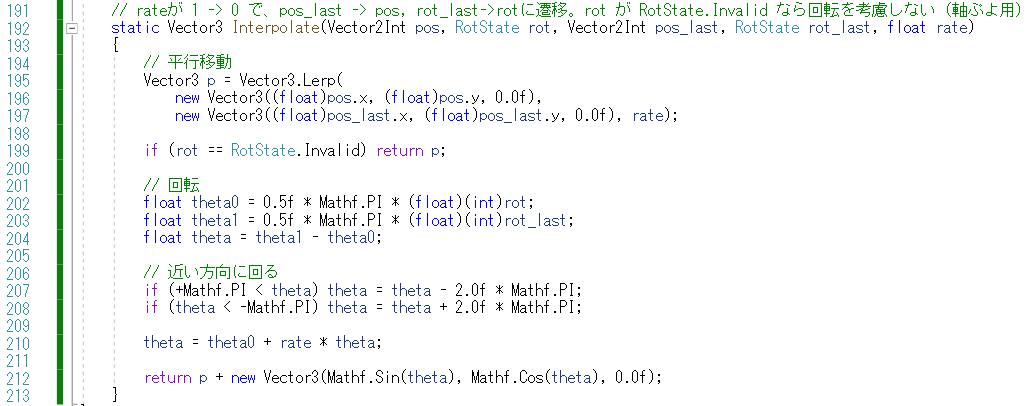 191 // rateが 1 -> 0 で、pos_last -> pos, rot_last->rotに遷移。rot が RotState.Invalid なら回転を考慮しない（軸ぷよ用）
192 static Vector3 Interpolate(Vector2Int pos, RotState rot, Vector2Int pos_last, RotState rot_last, float rate)
193 {
194 // 平行移動
195 Vector3 p = Vector3.Lerp(
196 new Vector3((float)pos.x, (float)pos.y, 0.0f),
197 new Vector3((float)pos_last.x, (float)pos_last.y, 0.0f), rate);
198
199 if (rot == RotState.Invalid) return p;
200
201 // 回転
202 float theta0 = 0.5f * Mathf.PI * (float)(int)rot;
203 float theta1 = 0.5f * Mathf.PI * (float)(int)rot_last;
204 float theta = theta1 - theta0;
205
206 // 近い方向に回る
207 if (+Mathf.PI < theta) theta = theta - 2.0f * Mathf.PI;
208 if (theta < -Mathf.PI) theta = theta + 2.0f * Mathf.PI;
209
210 theta = theta0 + rate * theta;
211
212 return p + new Vector3(Mathf.Sin(theta), Mathf.Cos(theta), 0.0f);
213 }